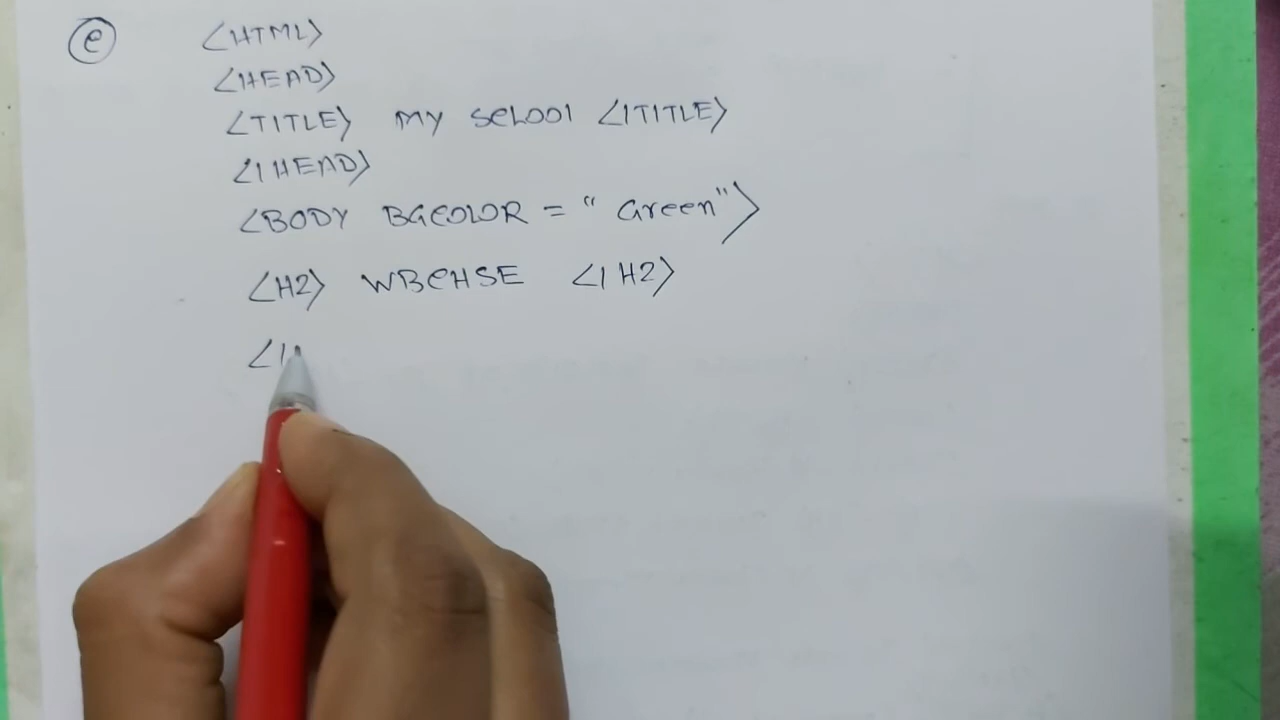 ⓔ <HTML>
<HEAD>
<TITLE> MY SCHOOL </TITLE>
</HEAD>
<BODY BGCOLOR = "Green">
<H2> WBCHSE </H2>